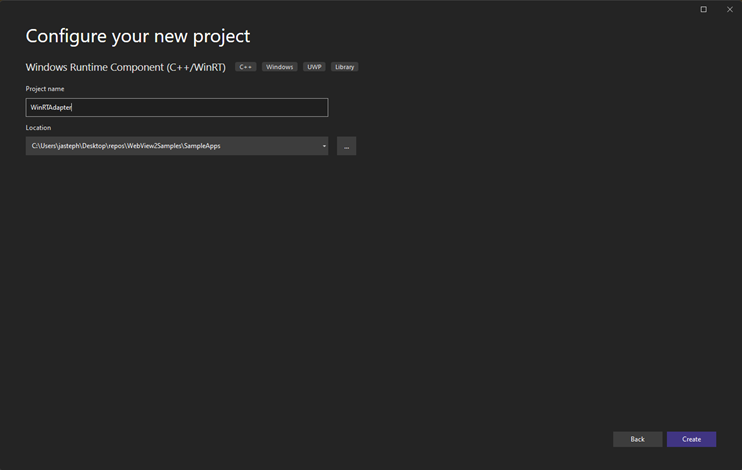 Configure your new project
Windows Runtime Component (C++/WinRT) C++ Windows UWP Library
Project name
WinRTAdapter
Location
C:\Users\jasteph\Desktop\repos\WebView2Samples\SampleApps ...
Back Create